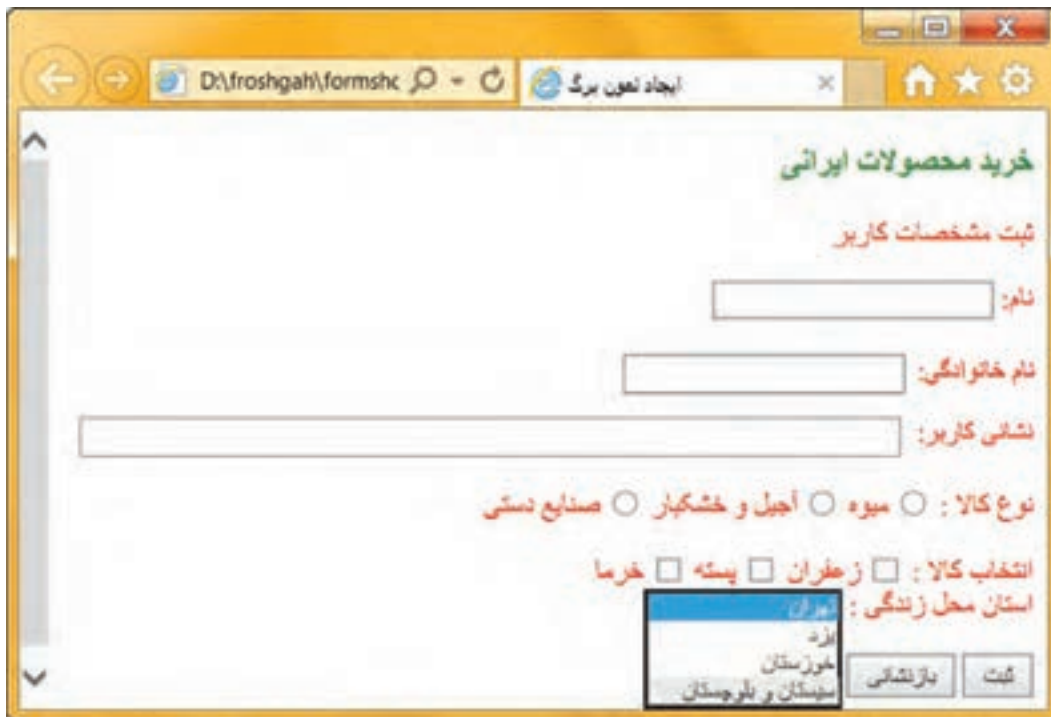 D:\froshgah\formshc
ایجاد نمون برگ
خرید محصولات ایرانی
ثبت مشخصات کاربر
نام:
نام خانوادگی:
نشانی کاربر:
نوع کالا : میوه آجیل و خشکبار صنایع دستی
انتخاب کالا : زعفران پسته خرما
استان محل زندگی : تهران
یزد
خوزستان
سیستان و بلوچستان
ثبت بازنشانی